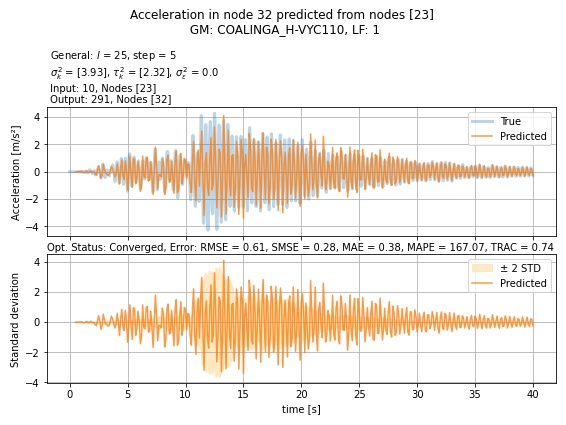 Acceleration in node 32 predicted from nodes [23]
GM: COALINGA_H-VYC110, LF: 1
General: l = 25, step = 5
σ²ₖ = [3.93], τ²ₖ = [2.32], σ²ε = 0.0
Input: 10, Nodes [23]
Output: 291, Nodes [32]
Acceleration [m/s²]
4
2
0
−2
−4
True
Predicted
Opt. Status: Converged, Error: RMSE = 0.61, SMSE = 0.28, MAE = 0.38, MAPE = 167.07, TRAC = 0.74
Standard deviation
4
2
0
−2
−4
± 2 STD
Predicted
0 5 10 15 20 25 30 35 40
time [s]